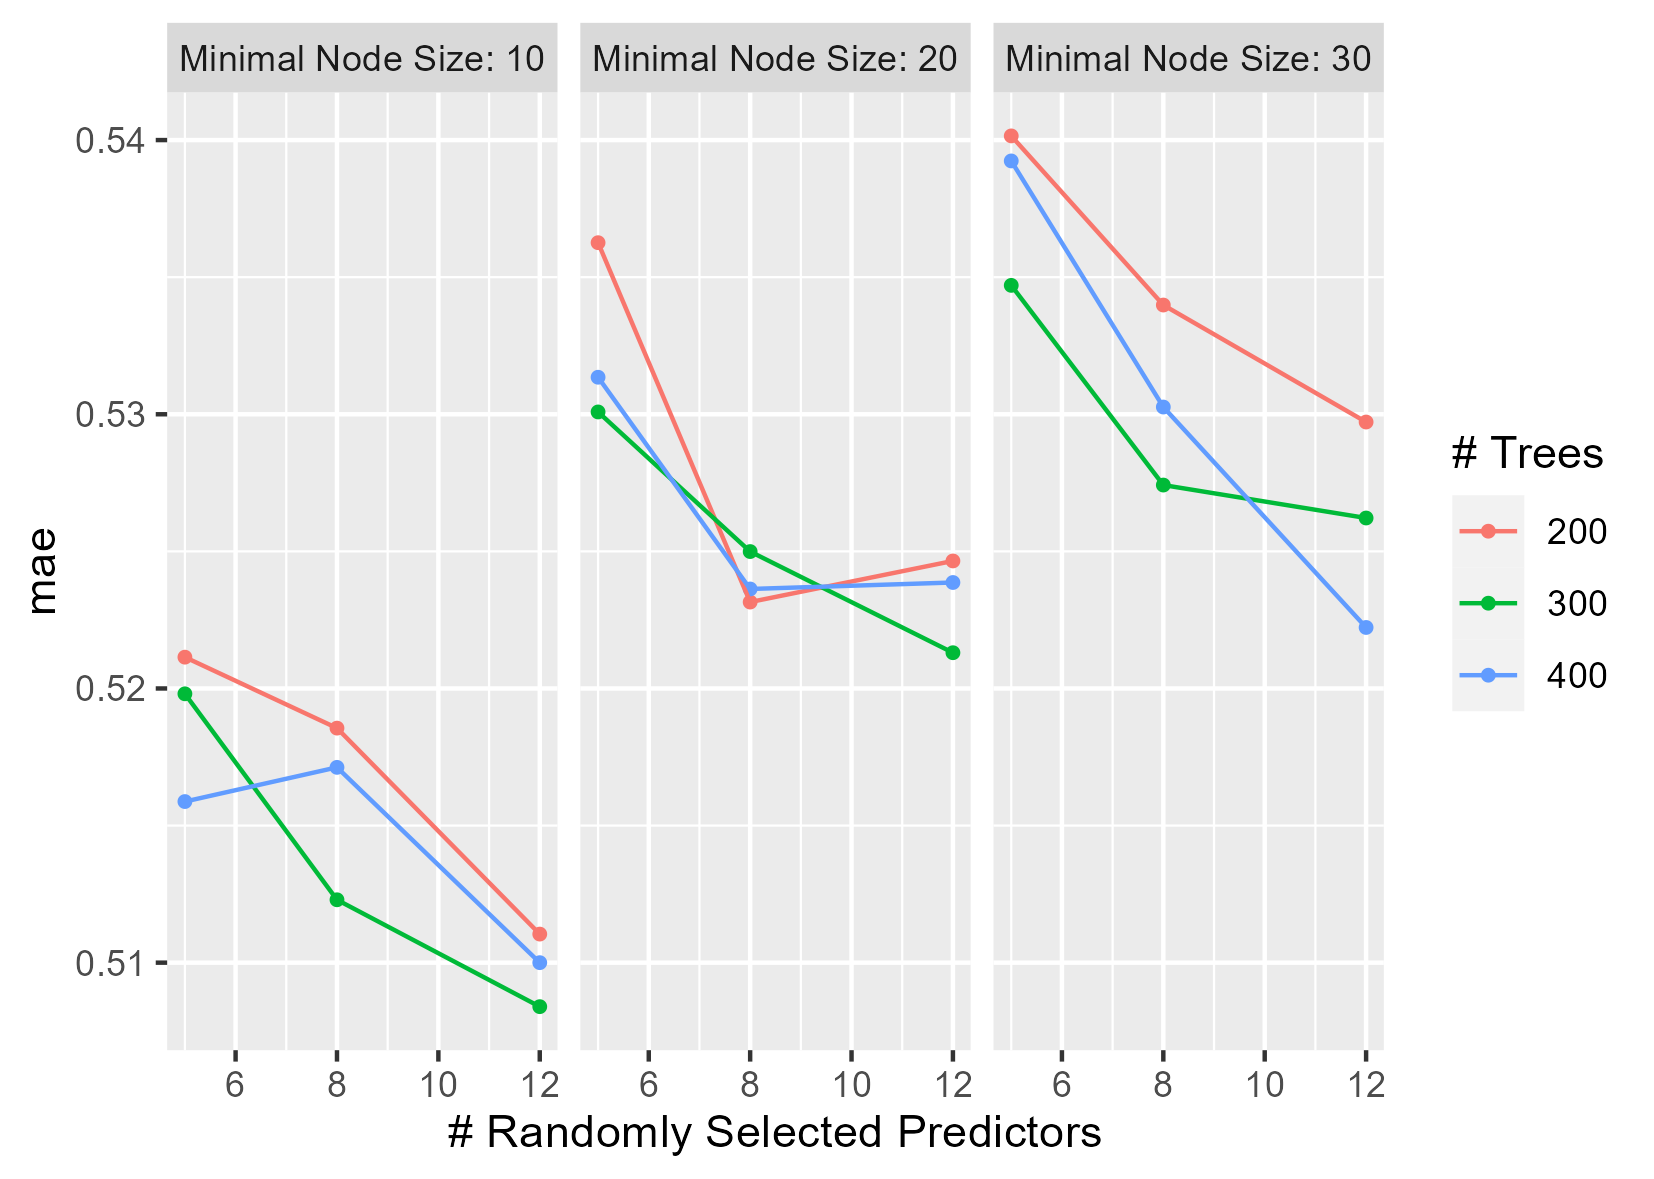 Minimal Node Size: 10
Minimal Node Size: 20
Minimal Node Size: 30
0.54
0.53
0.52
0.51
mae
6 8 10 12
6 8 10 12
6 8 10 12
# Randomly Selected Predictors
# Trees
200
300
400